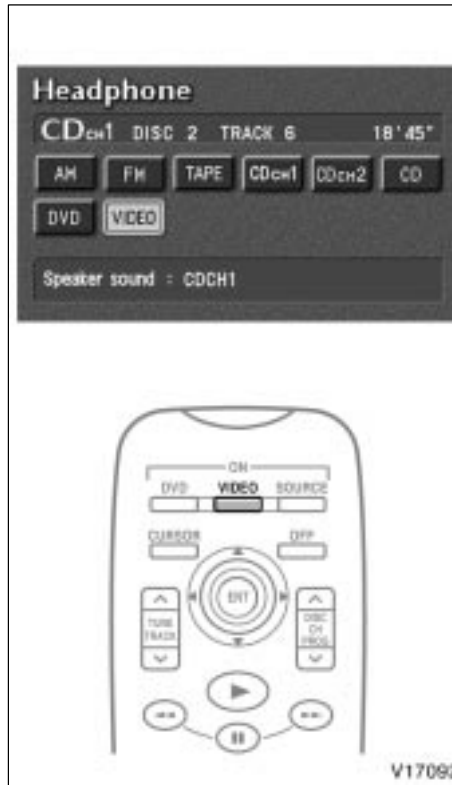 Headphone
CDCH1 DISC 2 TRACK 6 18'45"
AM FM TAPE CDCH1 CDCH2 CD
DVD VIDEO
Speaker sound : CDCH1
ON
DVD VIDEO SOURCE
CURSOR OFF
ENT
TUNE
TRACK
DISC
CH
PROG
V17092